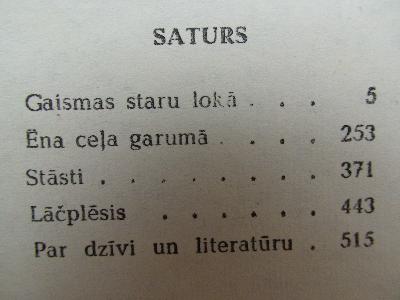 SATURS
Gaismas staru lokā . . . 5
Ēna ceļa garumā . . . . 253
Stāsti . . . . . . . . 371
Lāčplēsis . . . . . . 443
Par dzīvi un literatūru . 515